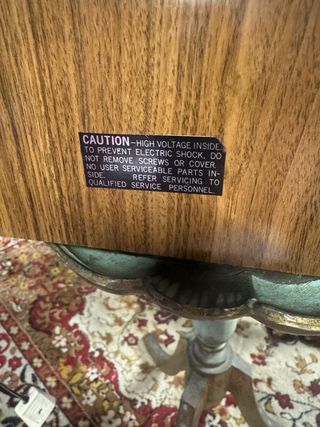 CAUTION-HIGH VOLTAGE INSIDE.
TO PREVENT ELECTRIC SHOCK, DO
NOT REMOVE SCREWS OR COVER.
NO USER SERVICEABLE PARTS IN-
SIDE. REFER SERVICING TO
QUALIFIED SERVICE PERSONNEL.